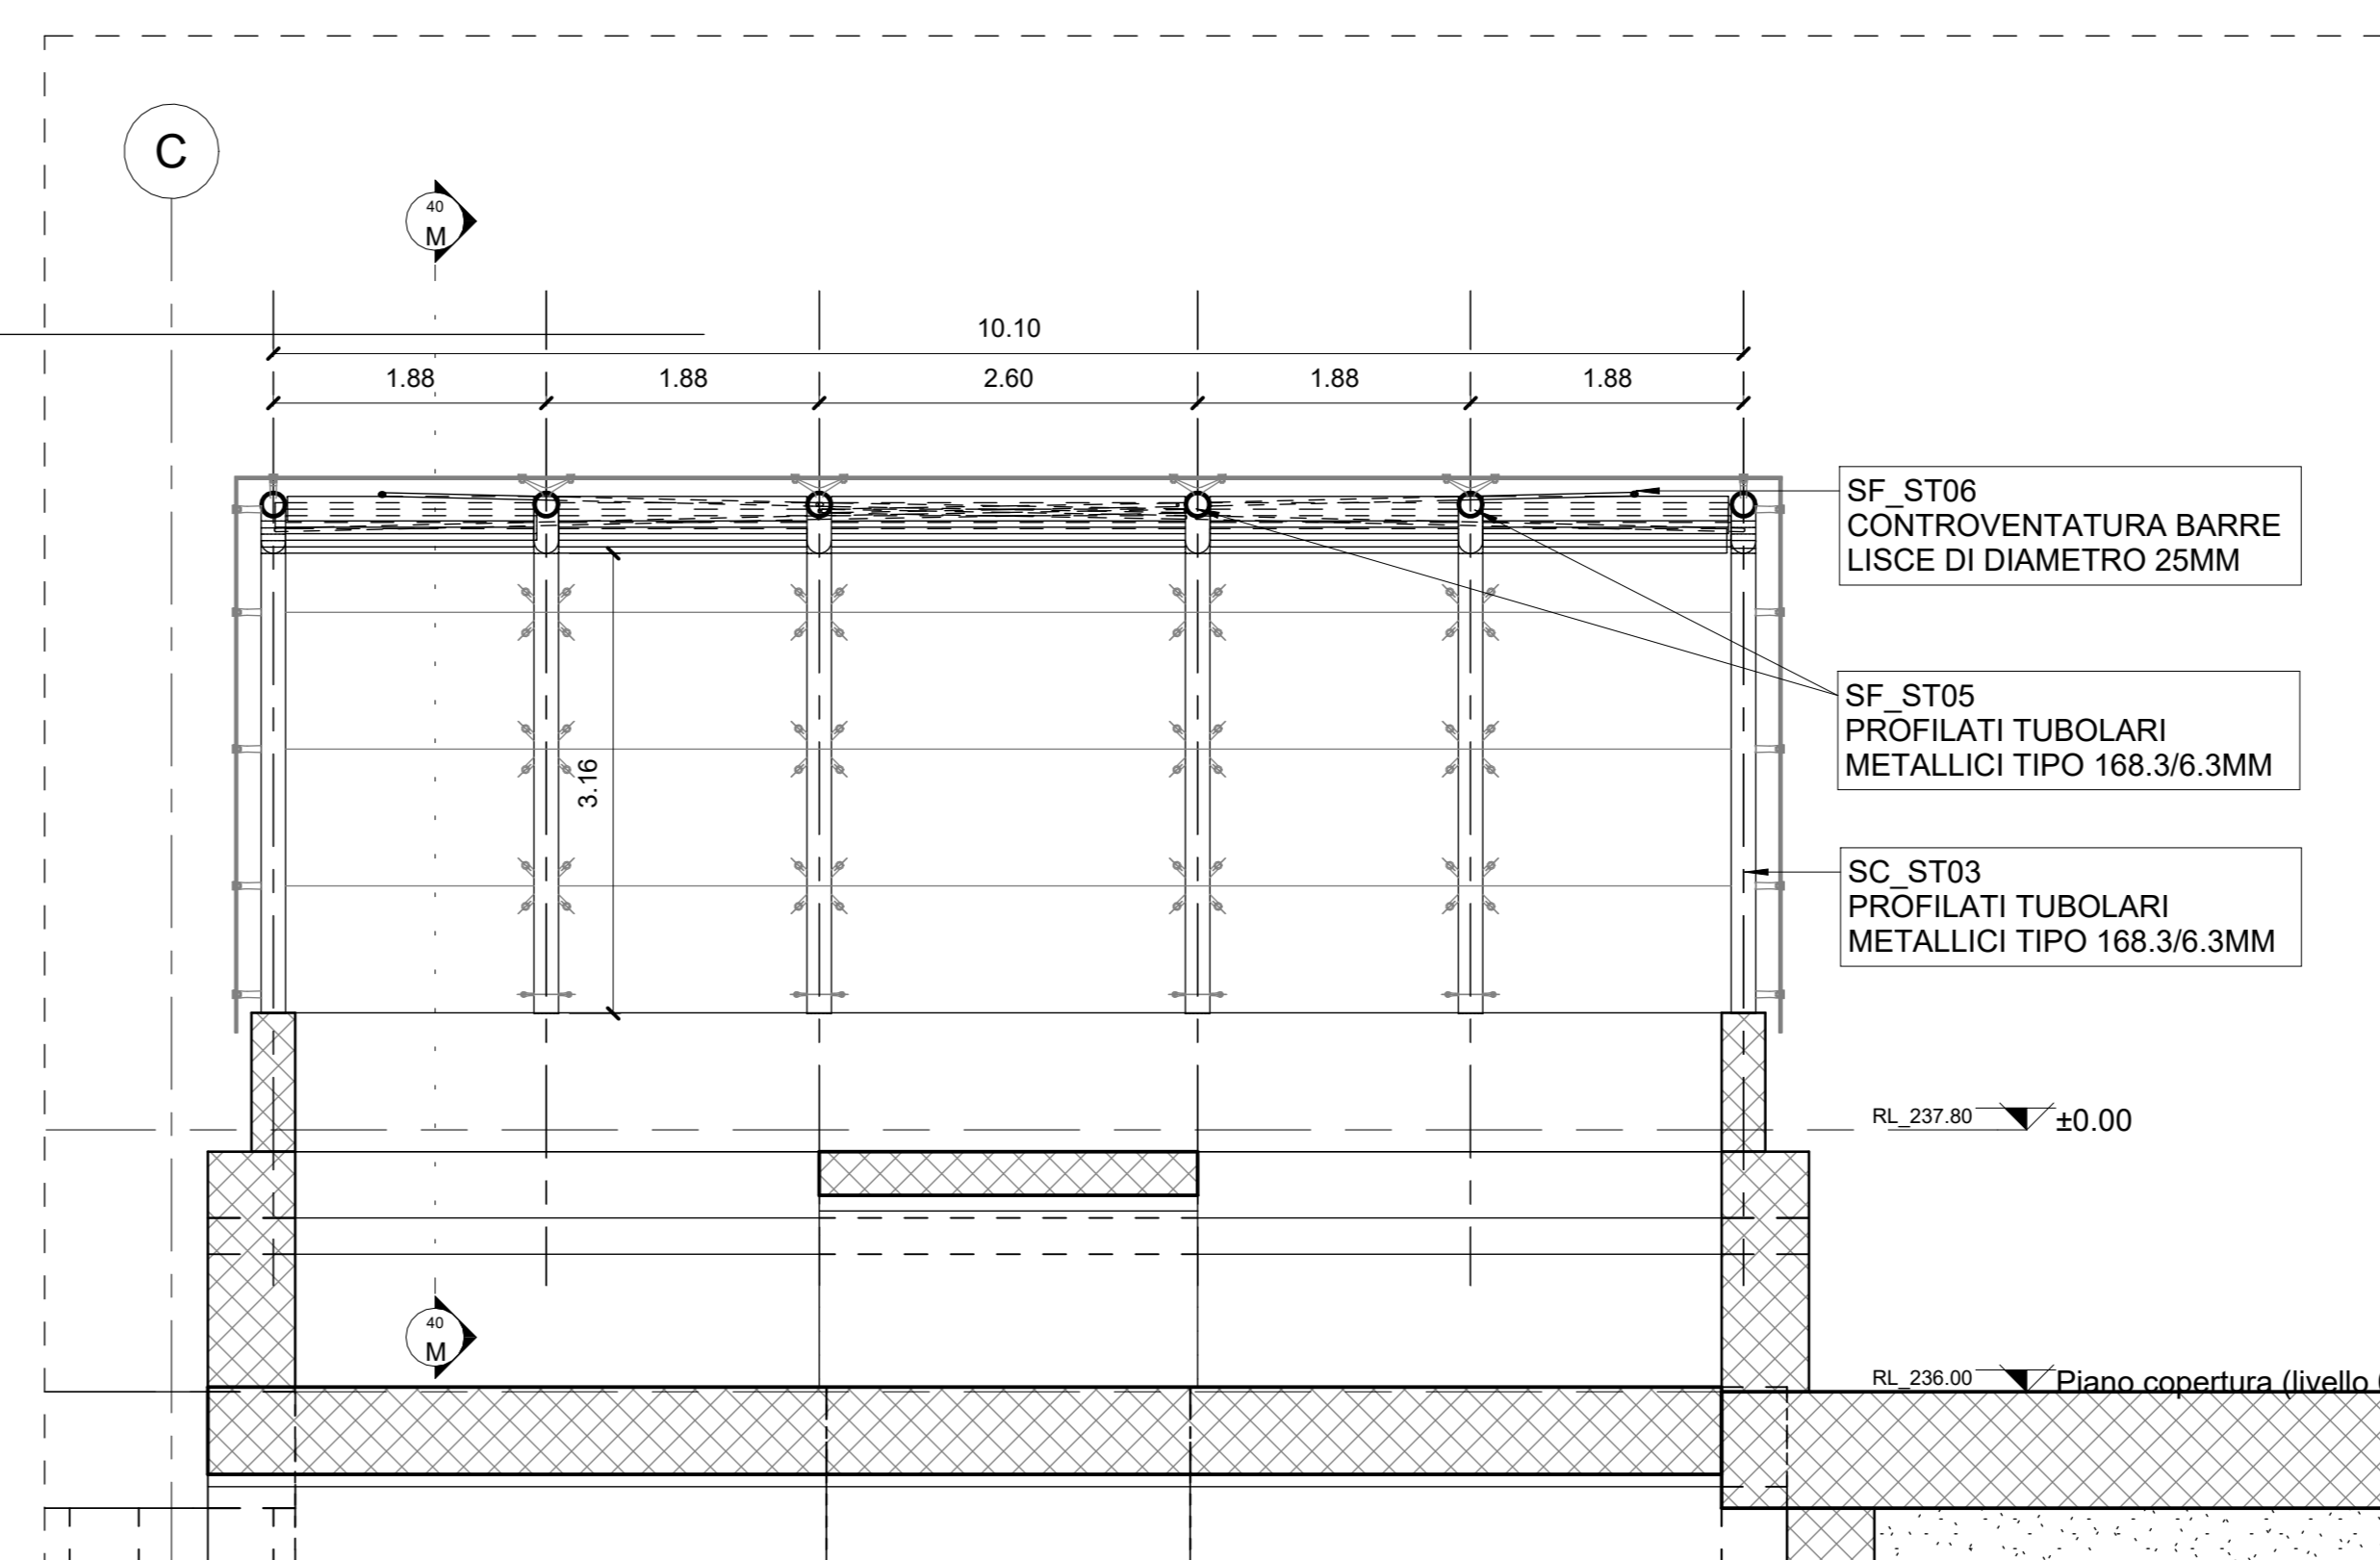 C
40
M
10.10
1.88
1.88
2.60
1.88
1.88
SF_ST06
CONTROVENTATURA BARRE
LISCE DI DIAMETRO 25MM
SF_ST05
PROFILATI TUBOLARI
METALLICI TIPO 168.3/6.3MM
3.16
SC_ST03
PROFILATI TUBOLARI
METALLICI TIPO 168.3/6.3MM
RL_237.80
±0.00
40
M
RL_236.00
Piano copertura (livello